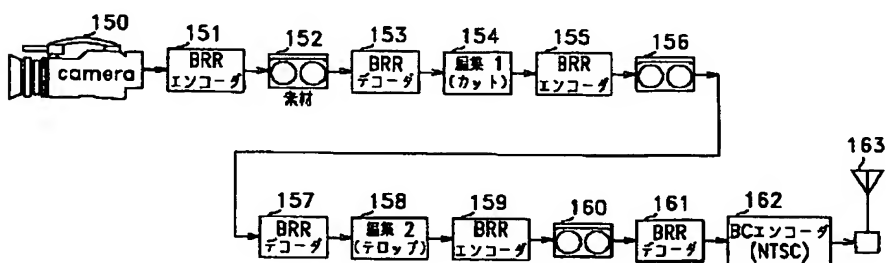 150
camera
151
BRR
エンコーダ
152
素材
153
BRR
デコーダ
154
編集 1
(カット)
155
BRR
エンコーダ
156
157
BRR
デコーダ
158
編集 2
(テロップ)
159
BRR
エンコーダ
160
161
BRR
デコーダ
162
BCエンコーダ
(NTSC)
163